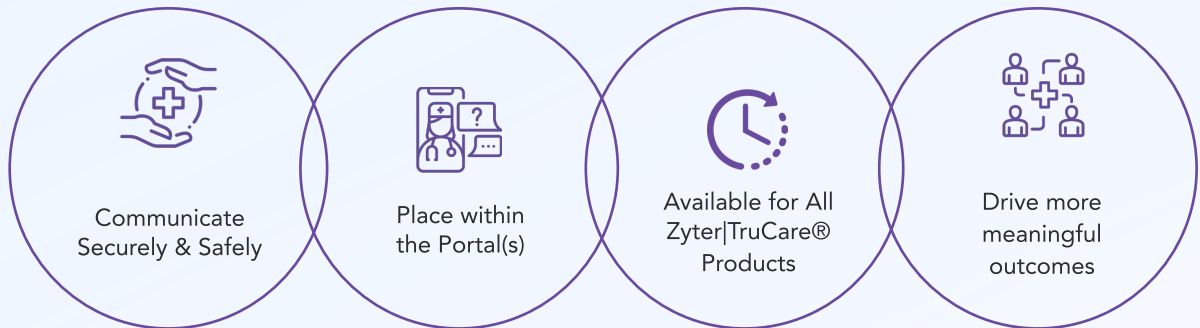 Communicate
Securely & Safely
Place within
the Portal(s)
Available for All
Zyter|TruCare®
Products
Drive more
meaningful
outcomes